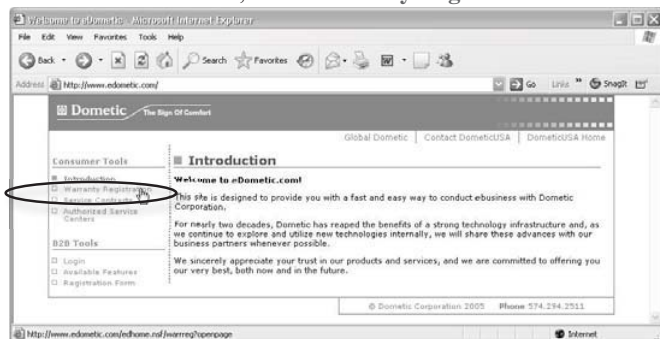 Welcome to eDometic - Microsoft Internet Explorer
File Edit View Favorites Tools Help
Back Search Favorites
Address http://www.edometic.com/ Go Links » SnagIt
Dometic The Sign Of Comfort
Global Dometic | Contact DometicUSA | DometicUSA Home
Consumer Tools
Introduction
Warranty Registration
Service Contracts
Authorized Service
Centers
B2B Tools
Login
Available Features
Registration Form
Introduction
Welcome to eDometic.com!
This site is designed to provide you with a fast and easy way to conduct ebusiness with Dometic
Corporation.
For nearly two decades, Dometic has reaped the benefits of a strong technology infrastructure and, as
we continue to explore and utilize new technologies internally, we will share these advances with our
business partners whenever possible.
We sincerely appreciate your trust in our products and services, and we are committed to offering you
our very best, both now and in the future.
© Dometic Corporation 2005 Phone 574.294.2511
http://www.edometic.com/edhome.nsf/warrreg?openpage Internet